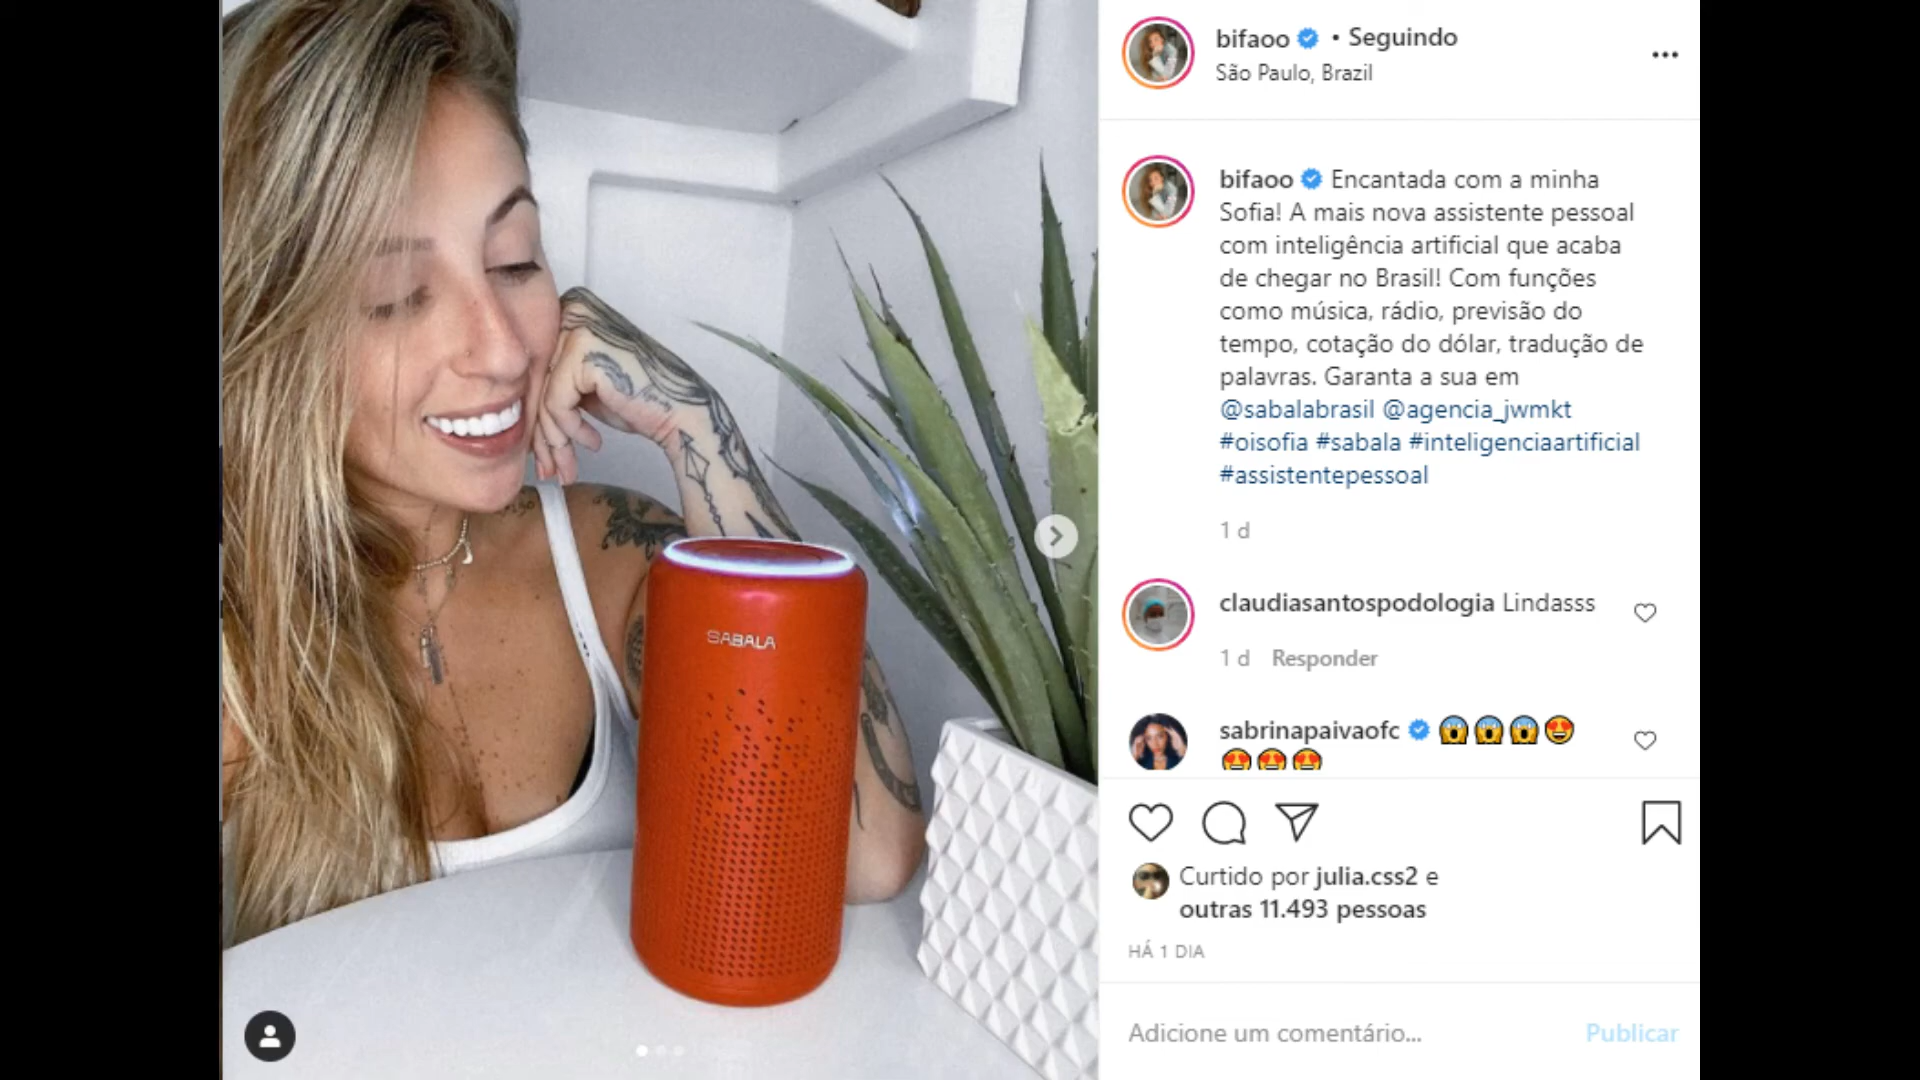 SABALA
bifaoo • Seguindo
São Paulo, Brazil
bifaoo Encantada com a minha
Sofia! A mais nova assistente pessoal
com inteligência artificial que acaba
de chegar no Brasil! Com funções
como música, rádio, previsão do
tempo, cotação do dólar, tradução de
palavras. Garanta a sua em
@sabalabrasil @agencia_jwmkt
#oisofia #sabala #inteligenciaartificial
#assistentepessoal
1 d
claudiasantospodologia Lindasss
1 d Responder
sabrinapaivaofc 😱😱😱😍
😍😍😍
Curtido por julia.css2 e
outras 11.493 pessoas
HÁ 1 DIA
Adicione um comentário... Publicar